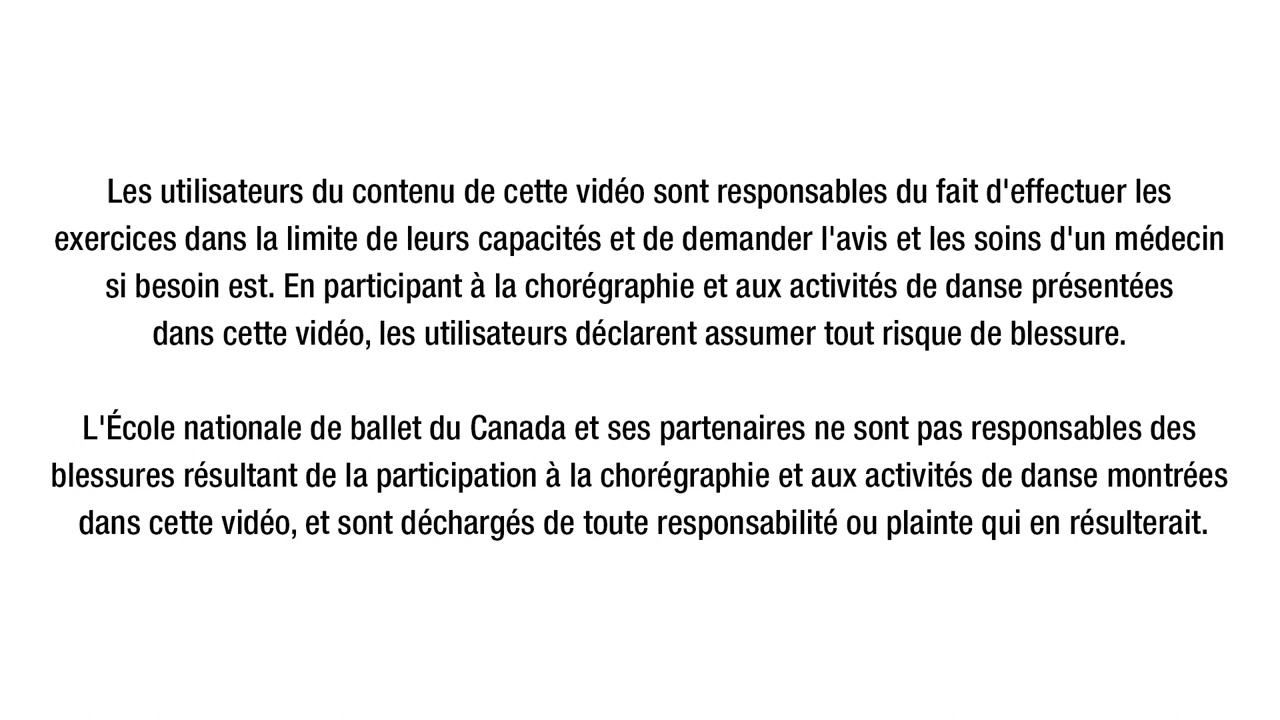 Les utilisateurs du contenu de cette vidéo sont responsables du fait d'effectuer les
exercices dans la limite de leurs capacités et de demander l'avis et les soins d'un médecin
si besoin est. En participant à la chorégraphie et aux activités de danse présentées
dans cette vidéo, les utilisateurs déclarent assumer tout risque de blessure.
L'École nationale de ballet du Canada et ses partenaires ne sont pas responsables des
blessures résultant de la participation à la chorégraphie et aux activités de danse montrées
dans cette vidéo, et sont déchargés de toute responsabilité ou plainte qui en résulterait.